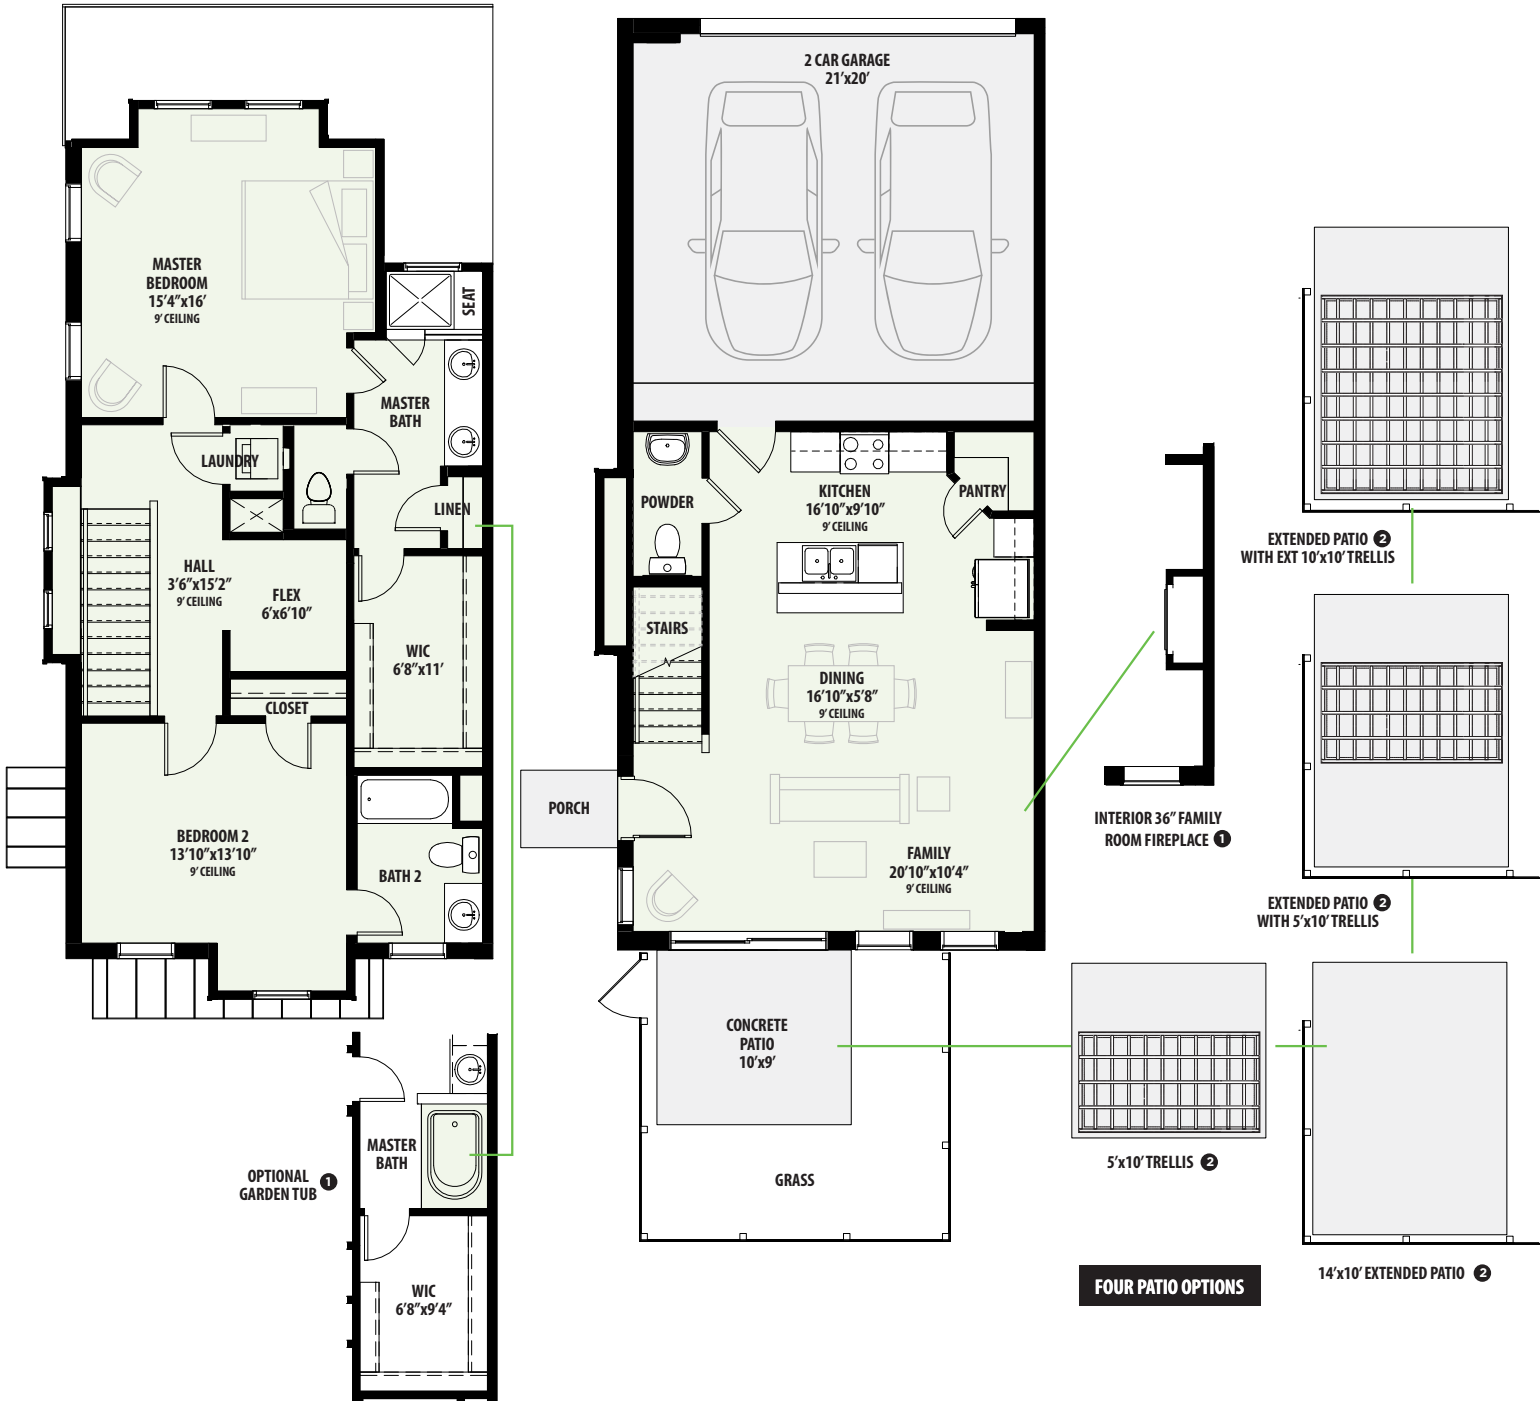 MASTER
BEDROOM
15'4"x16'
9' CEILING
SEAT
MASTER
BATH
LAUNDRY
LINEN
HALL
3'6"x15'2"
9' CEILING
FLEX
6'x6'10"
WIC
6'8"x11'
CLOSET
BEDROOM 2
13'10"x13'10"
9' CEILING
BATH 2
OPTIONAL
GARDEN TUB 1
MASTER
BATH
WIC
6'8"x9'4"
2 CAR GARAGE
21'x20'
POWDER
KITCHEN
16'10"x9'10"
9' CEILING
PANTRY
STAIRS
DINING
16'10"x5'8"
9' CEILING
PORCH
FAMILY
20'10"x10'4"
9' CEILING
CONCRETE
PATIO
10'x9'
GRASS
INTERIOR 36" FAMILY
ROOM FIREPLACE 1
EXTENDED PATIO 2
WITH EXT 10'x10' TRELLIS
EXTENDED PATIO 2
WITH 5'x10' TRELLIS
5'x10' TRELLIS 2
14'x10' EXTENDED PATIO 2
FOUR PATIO OPTIONS